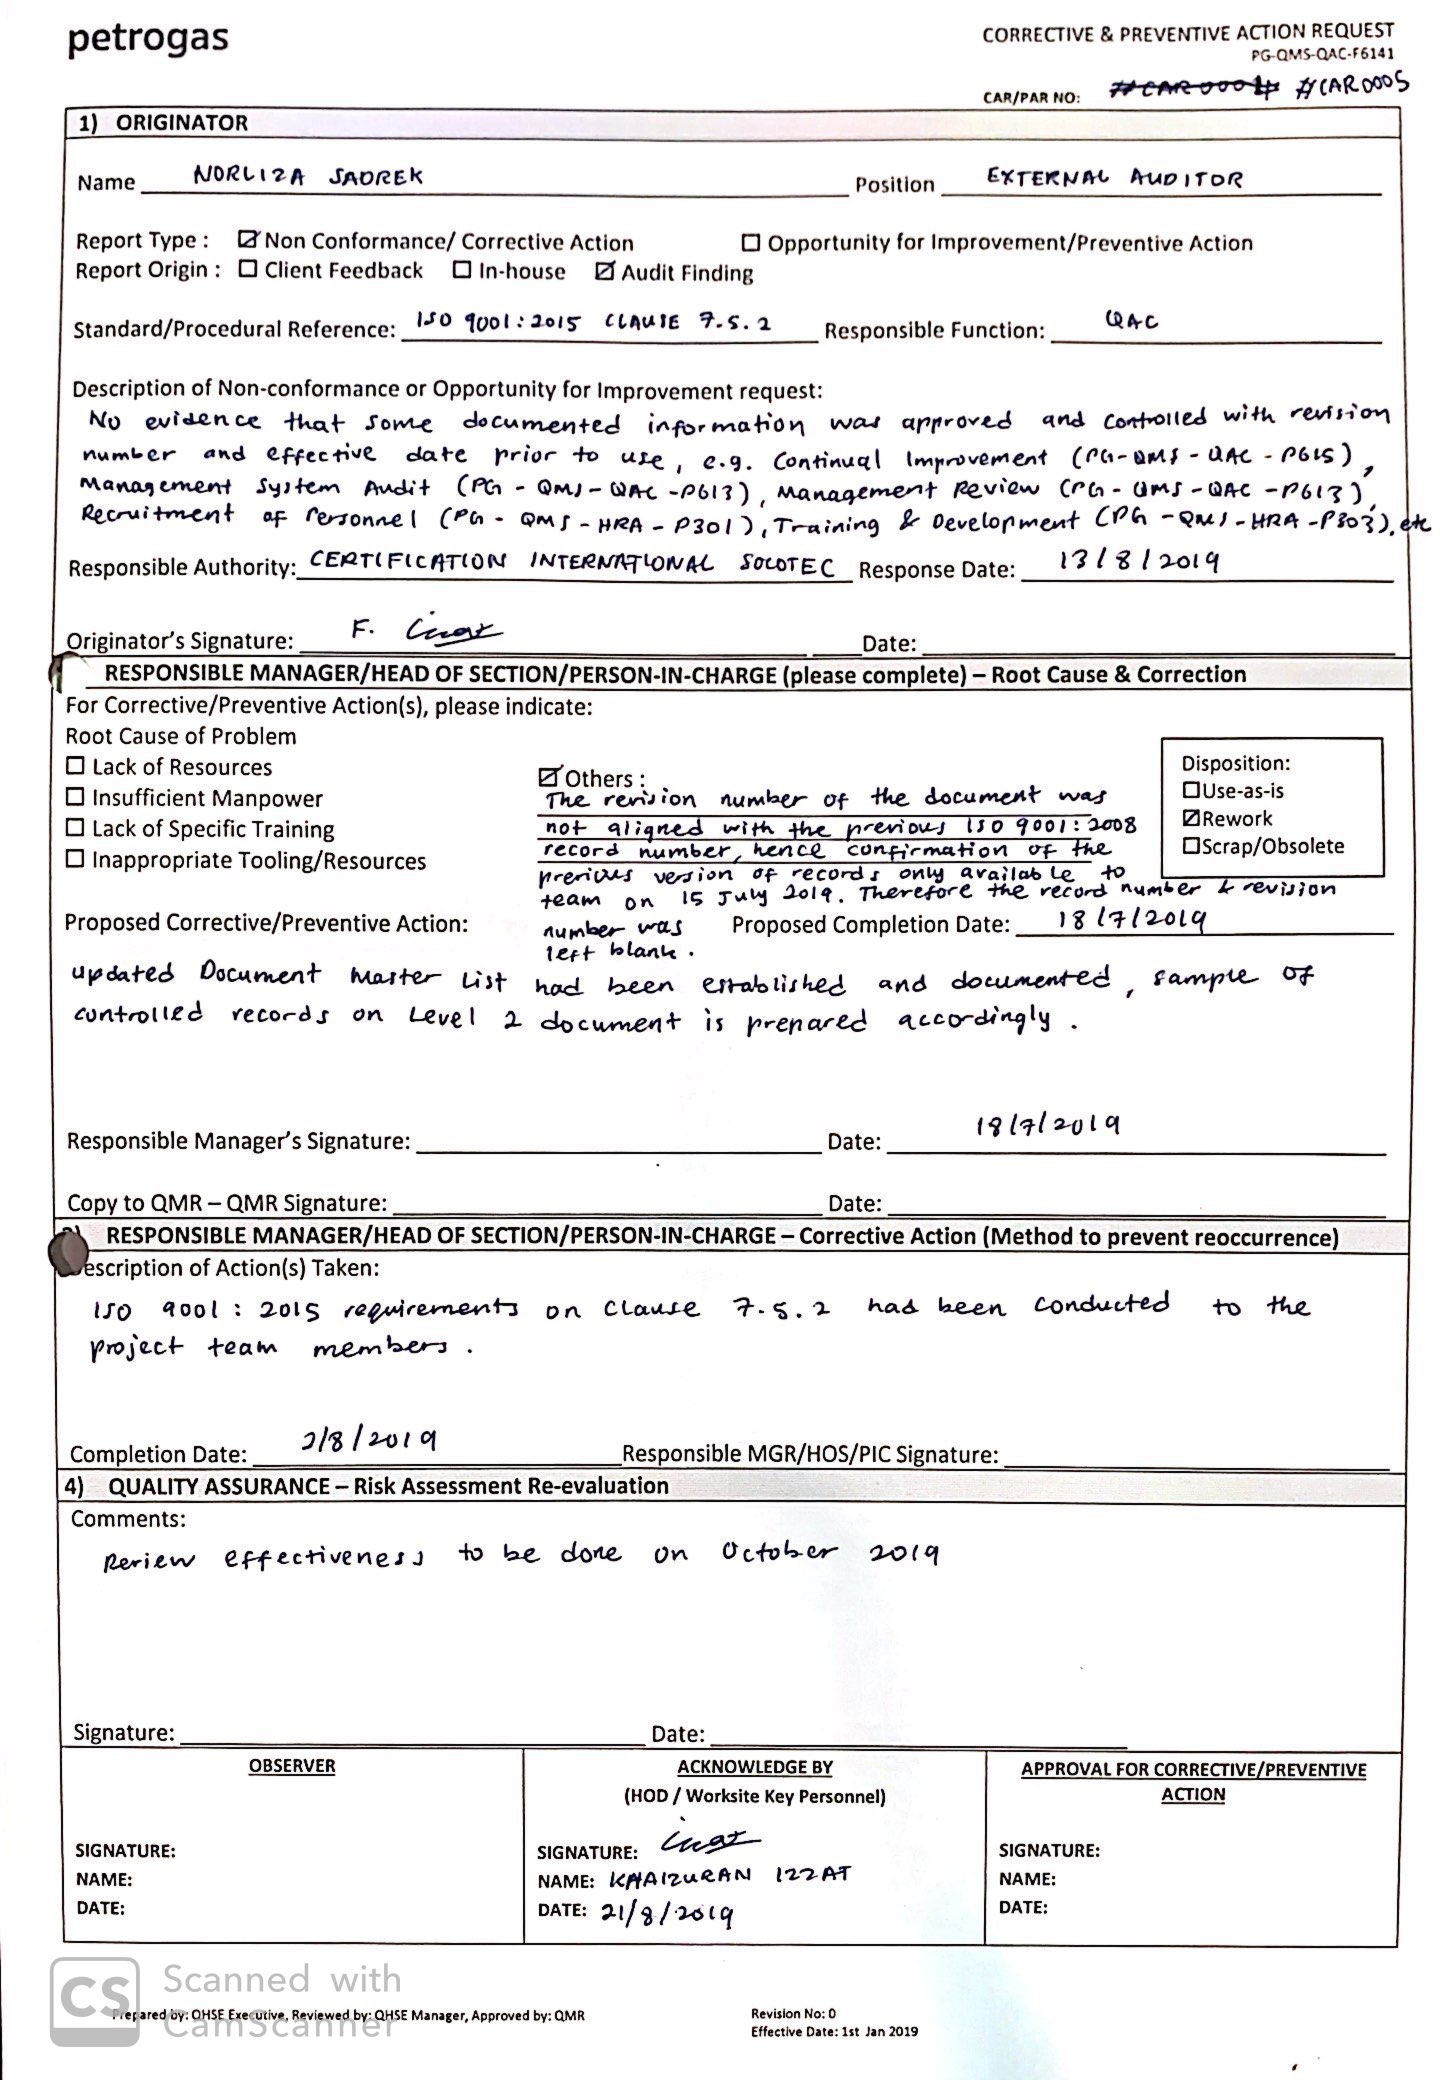 petrogas
CORRECTIVE & PREVENTIVE ACTION REQUEST
PG-QMS-QAC-F6141
CAR/PAR NO: #CAR0004 #CAR0005
1) ORIGINATOR
Name NORLIZA SADREK Position EXTERNAL AUDITOR
Report Type : ☑ Non Conformance/ Corrective Action ☐ Opportunity for Improvement/Preventive Action
Report Origin : ☐ Client Feedback ☐ In-house ☑ Audit Finding
Standard/Procedural Reference: ISO 9001:2015 CLAUSE 7.5.2 Responsible Function: QAC
Description of Non-conformance or Opportunity for Improvement request:
No evidence that some documented information was approved and controlled with revision
number and effective date prior to use, e.g. Continual Improvement (PG-QMS-QAC-P615),
Management System Audit (PG-QMS-QAC-P613), Management Review (PG-QMS-QAC-P613),
Recruitment of Personnel (PG-QMS-HRA-P301), Training & Development (PG-QMS-HRA-P303), etc
Responsible Authority: CERTIFICATION INTERNATIONAL SOCOTEC Response Date: 13/8/2019
Originator's Signature: F. Date:
RESPONSIBLE MANAGER/HEAD OF SECTION/PERSON-IN-CHARGE (please complete) – Root Cause & Correction
For Corrective/Preventive Action(s), please indicate:
Root Cause of Problem
☐ Lack of Resources
☐ Insufficient Manpower
☐ Lack of Specific Training
☐ Inappropriate Tooling/Resources
☑ Others :
The revision number of the document was
not aligned with the previous ISO 9001:2008
record number, hence confirmation of the
previous version of records only available to
team on 15 July 2019. Therefore the record number & revision
number was
left blank.
Disposition:
☐Use-as-is
☑Rework
☐Scrap/Obsolete
Proposed Corrective/Preventive Action: Proposed Completion Date: 18/7/2019
updated Document Master List had been established and documented, sample of
controlled records on Level 2 document is prepared accordingly.
Responsible Manager's Signature: Date: 18/7/2019
Copy to QMR – QMR Signature: Date:
RESPONSIBLE MANAGER/HEAD OF SECTION/PERSON-IN-CHARGE – Corrective Action (Method to prevent reoccurrence)
escription of Action(s) Taken:
ISO 9001:2015 requirements on Clause 7.5.2 had been conducted to the
project team members.
Completion Date: 2/8/2019 Responsible MGR/HOS/PIC Signature:
4) QUALITY ASSURANCE – Risk Assessment Re-evaluation
Comments:
Review effectiveness to be done on October 2019
Signature: Date:
OBSERVER
SIGNATURE:
NAME:
DATE:
ACKNOWLEDGE BY
(HOD / Worksite Key Personnel)
SIGNATURE:
NAME: KHAIZURAN IZZAT
DATE: 21/8/2019
APPROVAL FOR CORRECTIVE/PREVENTIVE
ACTION
SIGNATURE:
NAME:
DATE:
CS Scanned with
CamScanner
Prepared by: QHSE Executive, Reviewed by: QHSE Manager, Approved by: QMR
Revision No: 0
Effective Date: 1st Jan 2019